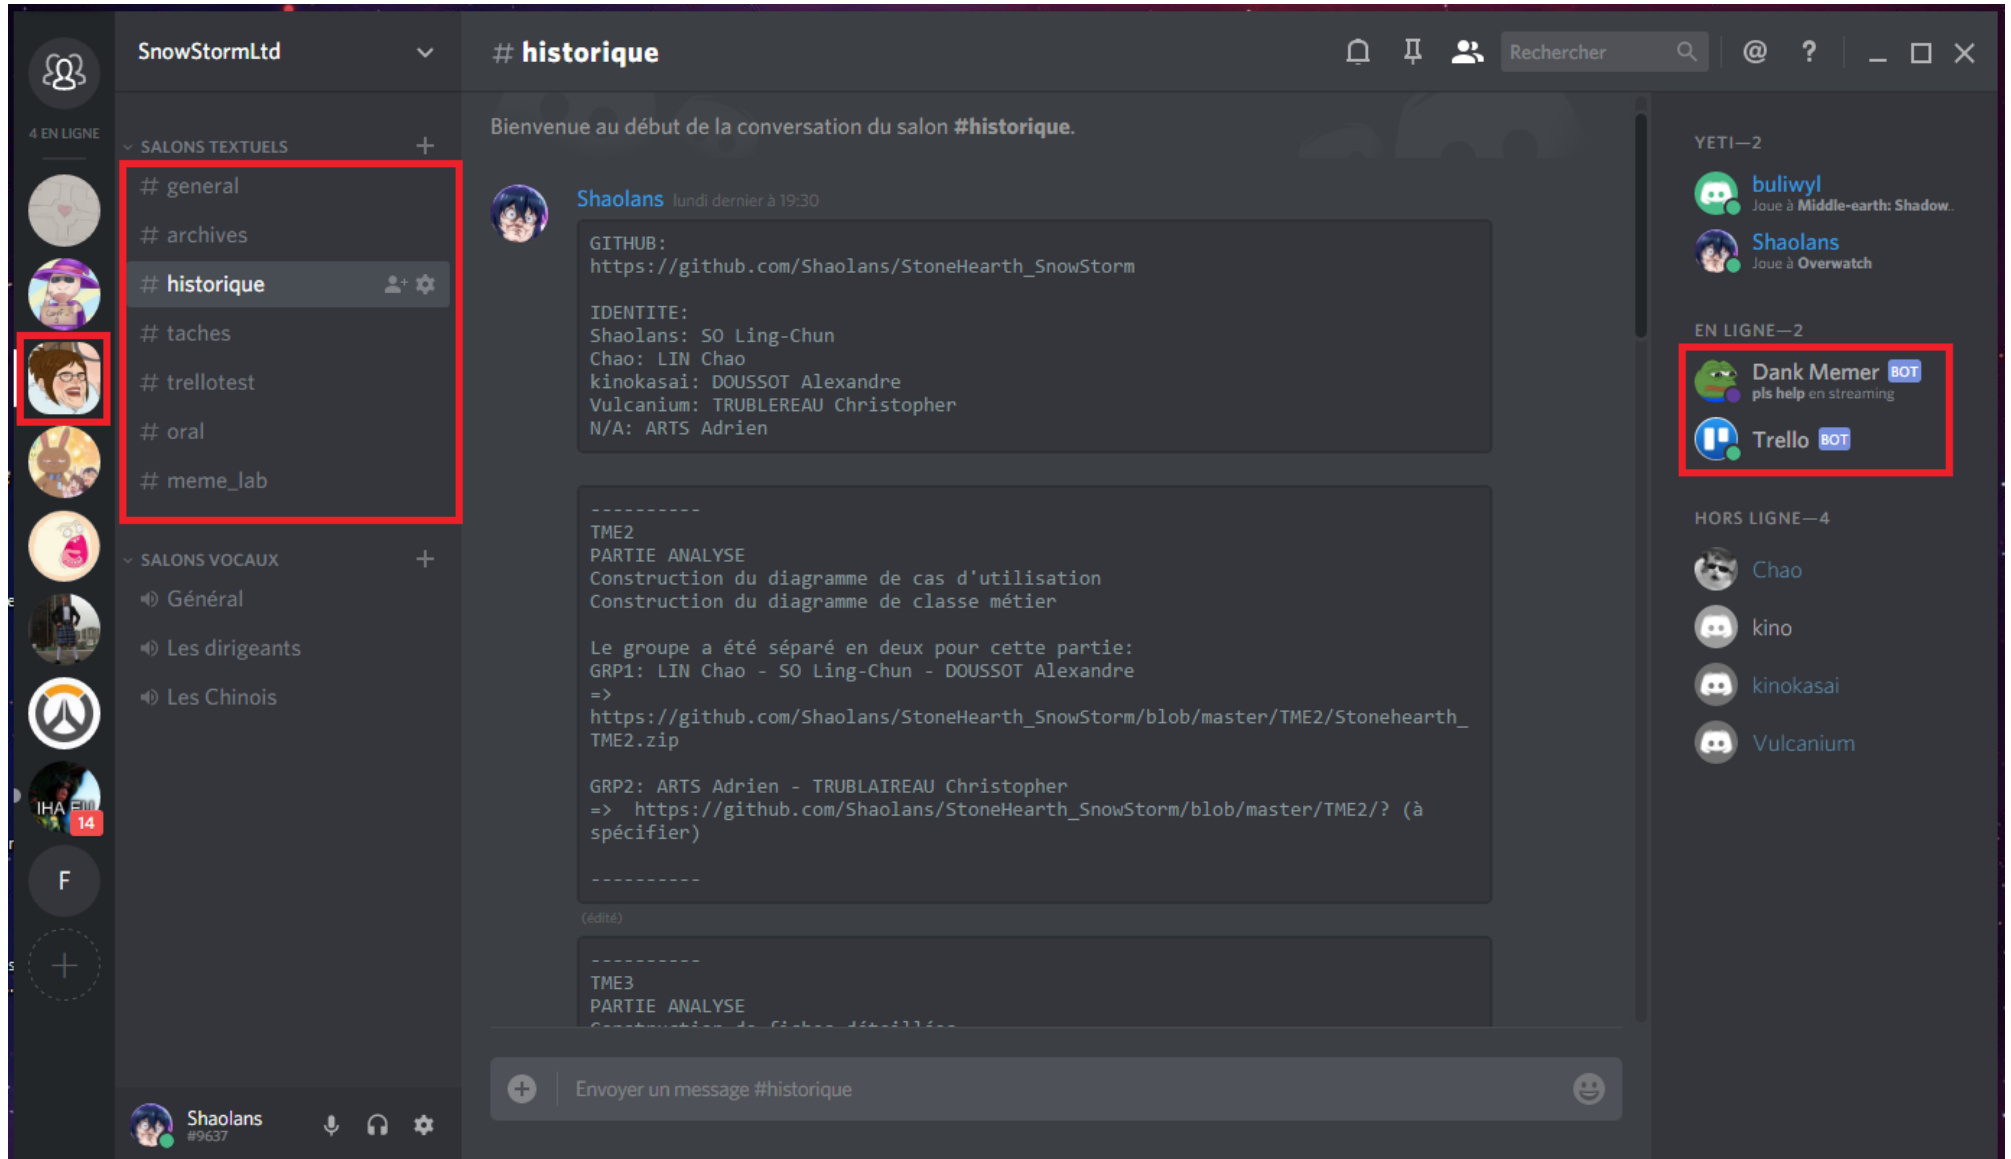 SnowStormLtd
# historique
Rechercher
4 EN LIGNE
SALONS TEXTUELS
# general
# archives
# historique
# taches
# trellotest
# oral
# meme_lab
SALONS VOCAUX
Général
Les dirigeants
Les Chinois
IHA EU
14
F
Shaolans
#9637
Bienvenue au début de la conversation du salon #historique.
Shaolans lundi dernier à 19:30
GITHUB:
https://github.com/Shaolans/StoneHearth_SnowStorm
IDENTITE:
Shaolans: SO Ling-Chun
Chao: LIN Chao
kinokasai: DOUSSOT Alexandre
Vulcanium: TRUBLEREAU Christopher
N/A: ARTS Adrien
----------
TME2
PARTIE ANALYSE
Construction du diagramme de cas d'utilisation
Construction du diagramme de classe métier
Le groupe a été séparé en deux pour cette partie:
GRP1: LIN Chao - SO Ling-Chun - DOUSSOT Alexandre
=>
https://github.com/Shaolans/StoneHearth_SnowStorm/blob/master/TME2/Stonehearth_
TME2.zip
GRP2: ARTS Adrien - TRUBLAIREAU Christopher
=>  https://github.com/Shaolans/StoneHearth_SnowStorm/blob/master/TME2/? (à
spécifier)
----------
(édité)
----------
TME3
PARTIE ANALYSE
Construction de fiches détaillées
Envoyer un message #historique
YETI—2
buliwyl
Joue à Middle-earth: Shadow..
Shaolans
Joue à Overwatch
EN LIGNE—2
Dank Memer BOT
pls help en streaming
Trello BOT
HORS LIGNE—4
Chao
kino
kinokasai
Vulcanium